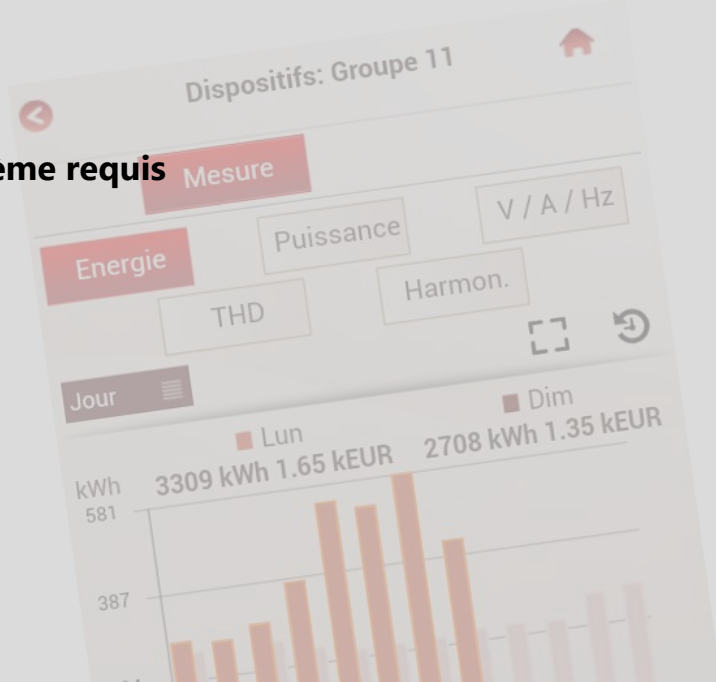 Dispositifs: Groupe 11
ème requis
Mesure
Energie
Puissance
V / A / Hz
THD
Harmon.
Jour
Lun
Dim
kWh
3309 kWh 1.65 kEUR
2708 kWh 1.35 kEUR
581
387